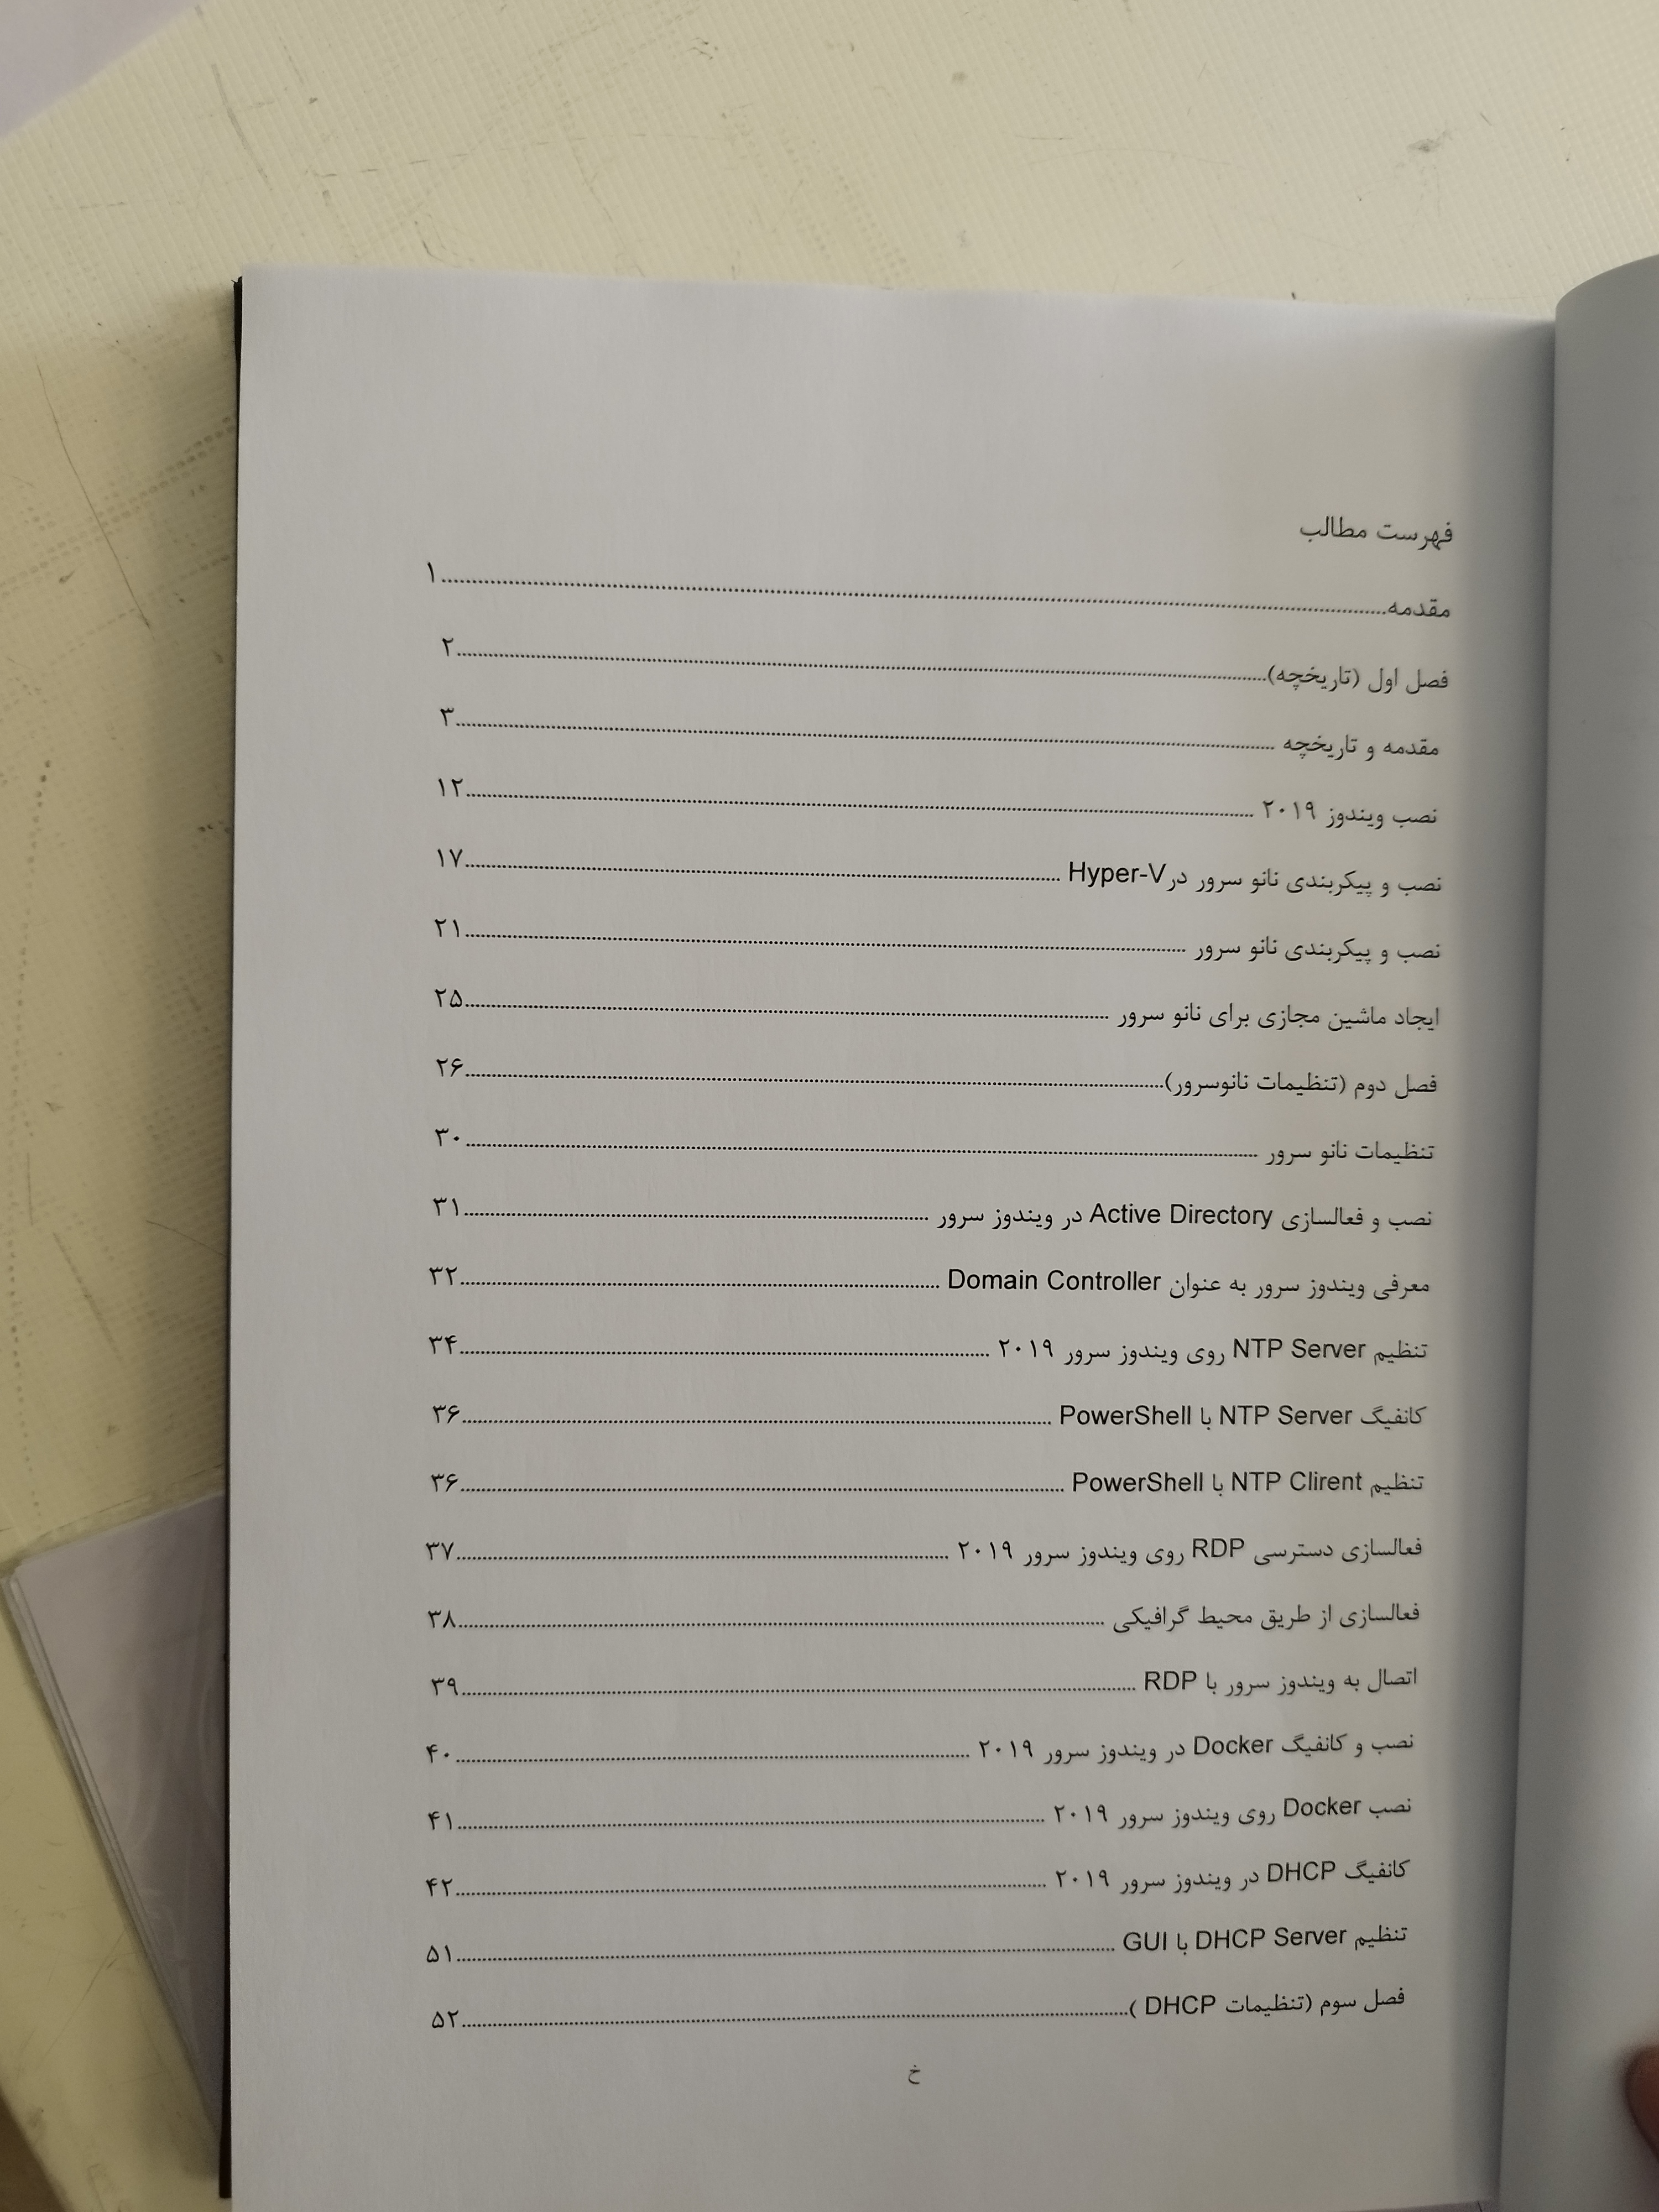 فهرست مطالب
مقدمه........................................۱
فصل اول (تاریخچه)........................................۲
مقدمه و تاریخچه ........................................۳
نصب ویندوز ۲۰۱۹ ........................................۱۲
نصب و پیکربندی نانو سرور درHyper-V ........................................۱۷
نصب و پیکربندی نانو سرور ........................................۲۱
ایجاد ماشین مجازی برای نانو سرور ........................................۲۵
فصل دوم (تنظیمات نانوسرور)........................................۲۶
تنظیمات نانو سرور ........................................۳۰
نصب و فعالسازی Active Directory در ویندوز سرور ........................................۳۱
معرفی ویندوز سرور به عنوان Domain Controller ........................................۳۲
تنظیم NTP Server روی ویندوز سرور ۲۰۱۹ ........................................۳۴
کانفیگ NTP Server با PowerShell ........................................۳۶
تنظیم NTP Clirent با PowerShell ........................................۳۶
فعالسازی دسترسی RDP روی ویندوز سرور ۲۰۱۹ ........................................۳۷
فعالسازی از طریق محیط گرافیکی ........................................۳۸
اتصال به ویندوز سرور با RDP ........................................۳۹
نصب و کانفیگ Docker در ویندوز سرور ۲۰۱۹ ........................................۴۰
نصب Docker روی ویندوز سرور ۲۰۱۹ ........................................۴۱
کانفیگ DHCP در ویندوز سرور ۲۰۱۹ ........................................۴۲
تنظیم DHCP Server با GUI ........................................۵۱
فصل سوم (تنظیمات DHCP )........................................۵۲
خ